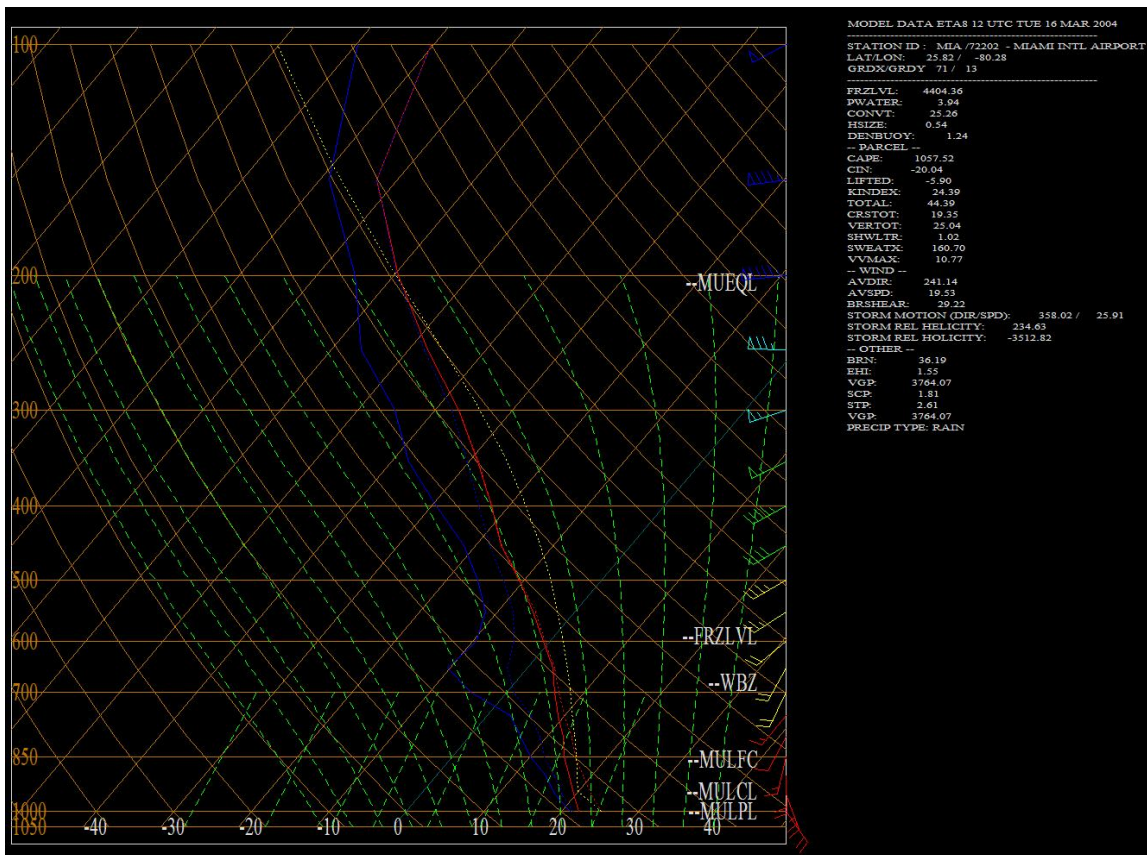 100
200
300
400
500
600
700
850
1000
1050
-40
-30
-20
-10
0
10
20
30
40
--MUEQL
--FRZLVL
--WBZ
--MULFC
--MULCL
--MULPL
MODEL DATA ETA8 12 UTC TUE 16 MAR 2004
STATION ID : MIA /72202 - MIAMI INTL AIRPORT
LAT/LON: 25.82 / -80.28
GRDX/GRDY 71 / 13
FRZLVL: 4404.36
PWATER: 3.94
CONVT: 25.26
HSIZE: 0.54
DENBUOY: 1.24
-- PARCEL --
CAPE: 1057.52
CIN: -20.04
LIFTED: -5.90
KINDEX: 24.39
TOTAL: 44.39
CRSTOT: 19.35
VERTOT: 25.04
SHWLTR: 1.02
SWEATX: 160.70
VVMAX: 10.77
-- WIND --
AVDIR: 241.14
AVSPD: 19.53
BRSHEAR: 29.22
STORM MOTION (DIR/SPD): 358.02 / 25.91
STORM REL HELICITY: 234.63
STORM REL HOLICITY: -3512.82
-- OTHER --
BRN: 36.19
EHI: 1.55
VGP: 3764.07
SCP: 1.81
STP: 2.61
VGP: 3764.07
PRECIP TYPE: RAIN